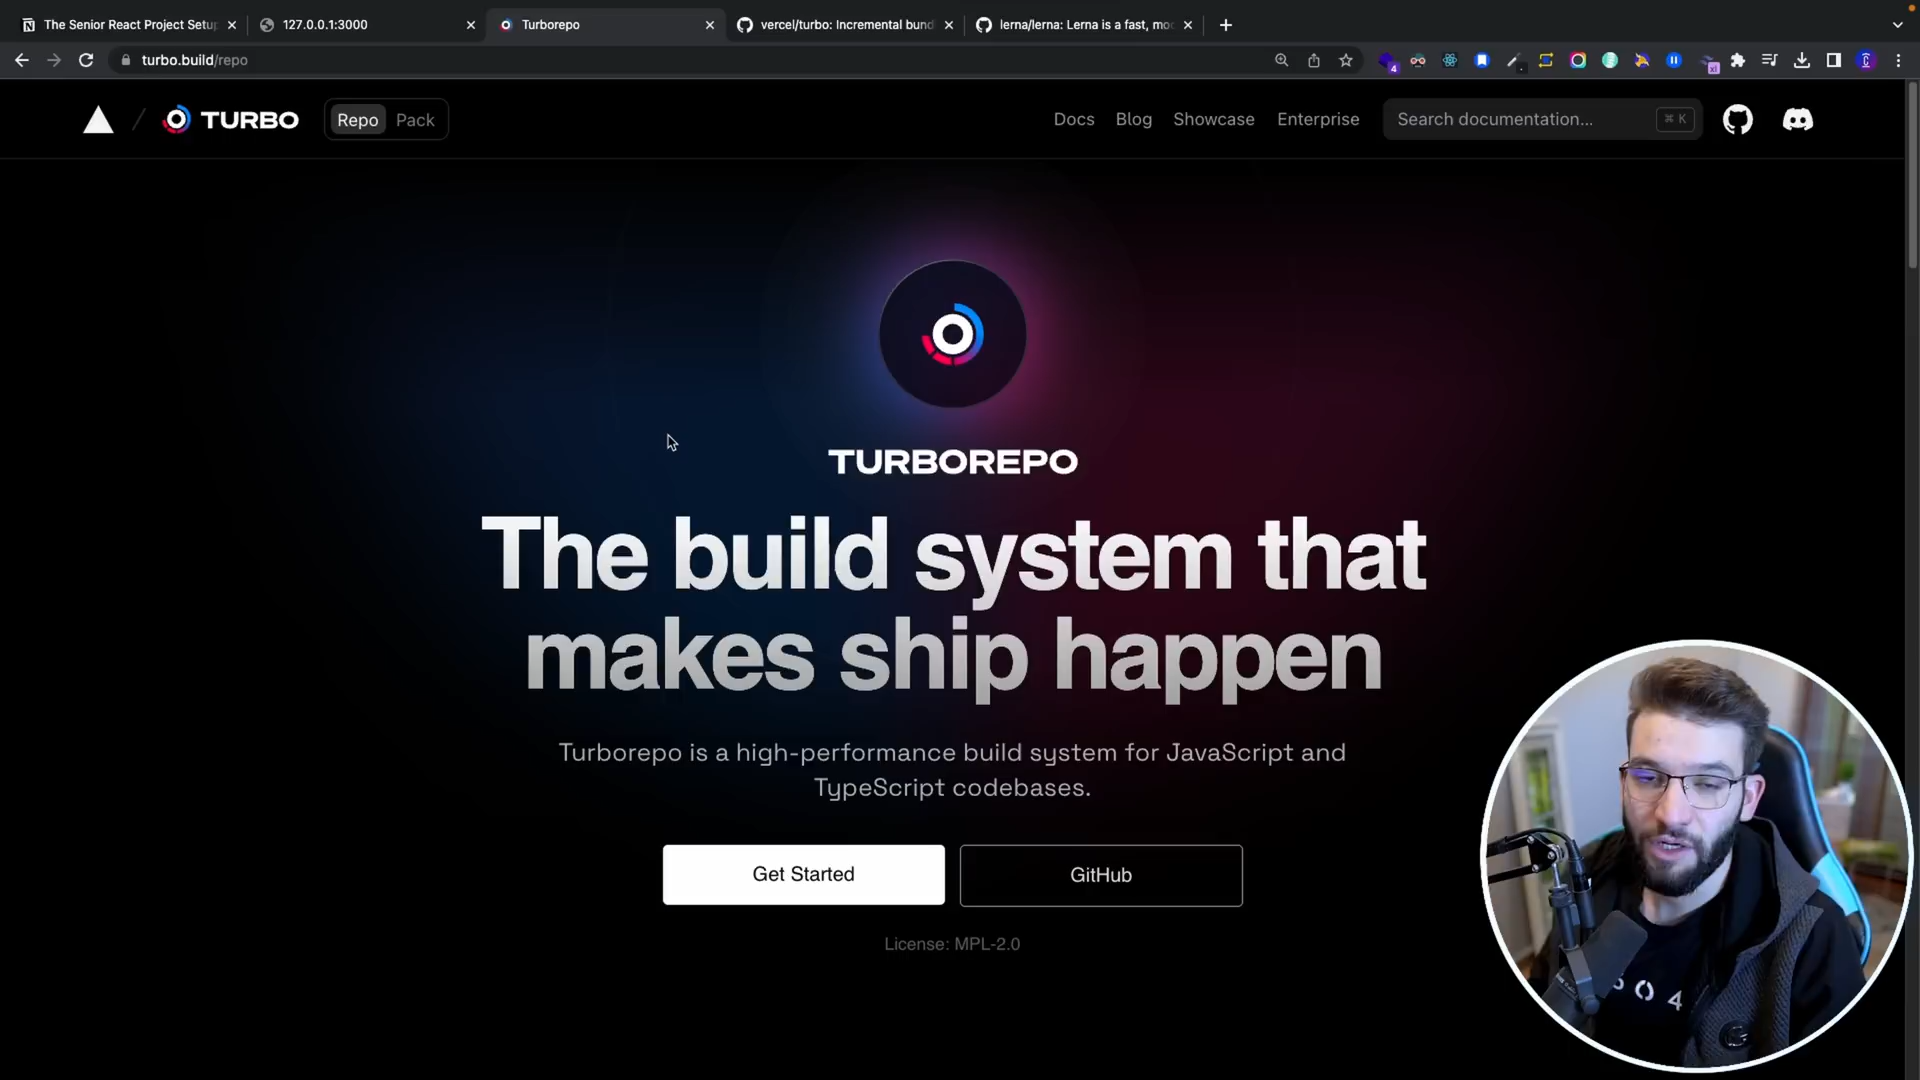 The Senior React Project Setup
127.0.0.1:3000
Turborepo
vercel/turbo: Incremental bund
lerna/lerna: Lerna is a fast, mo
turbo.build/repo
4
xl
TURBO
Repo
Pack
Docs
Blog
Showcase
Enterprise
Search documentation...
⌘ K
TURBOREPO
The build system that
makes ship happen
Turborepo is a high-performance build system for JavaScript and
TypeScript codebases.
Get Started
GitHub
License: MPL-2.0